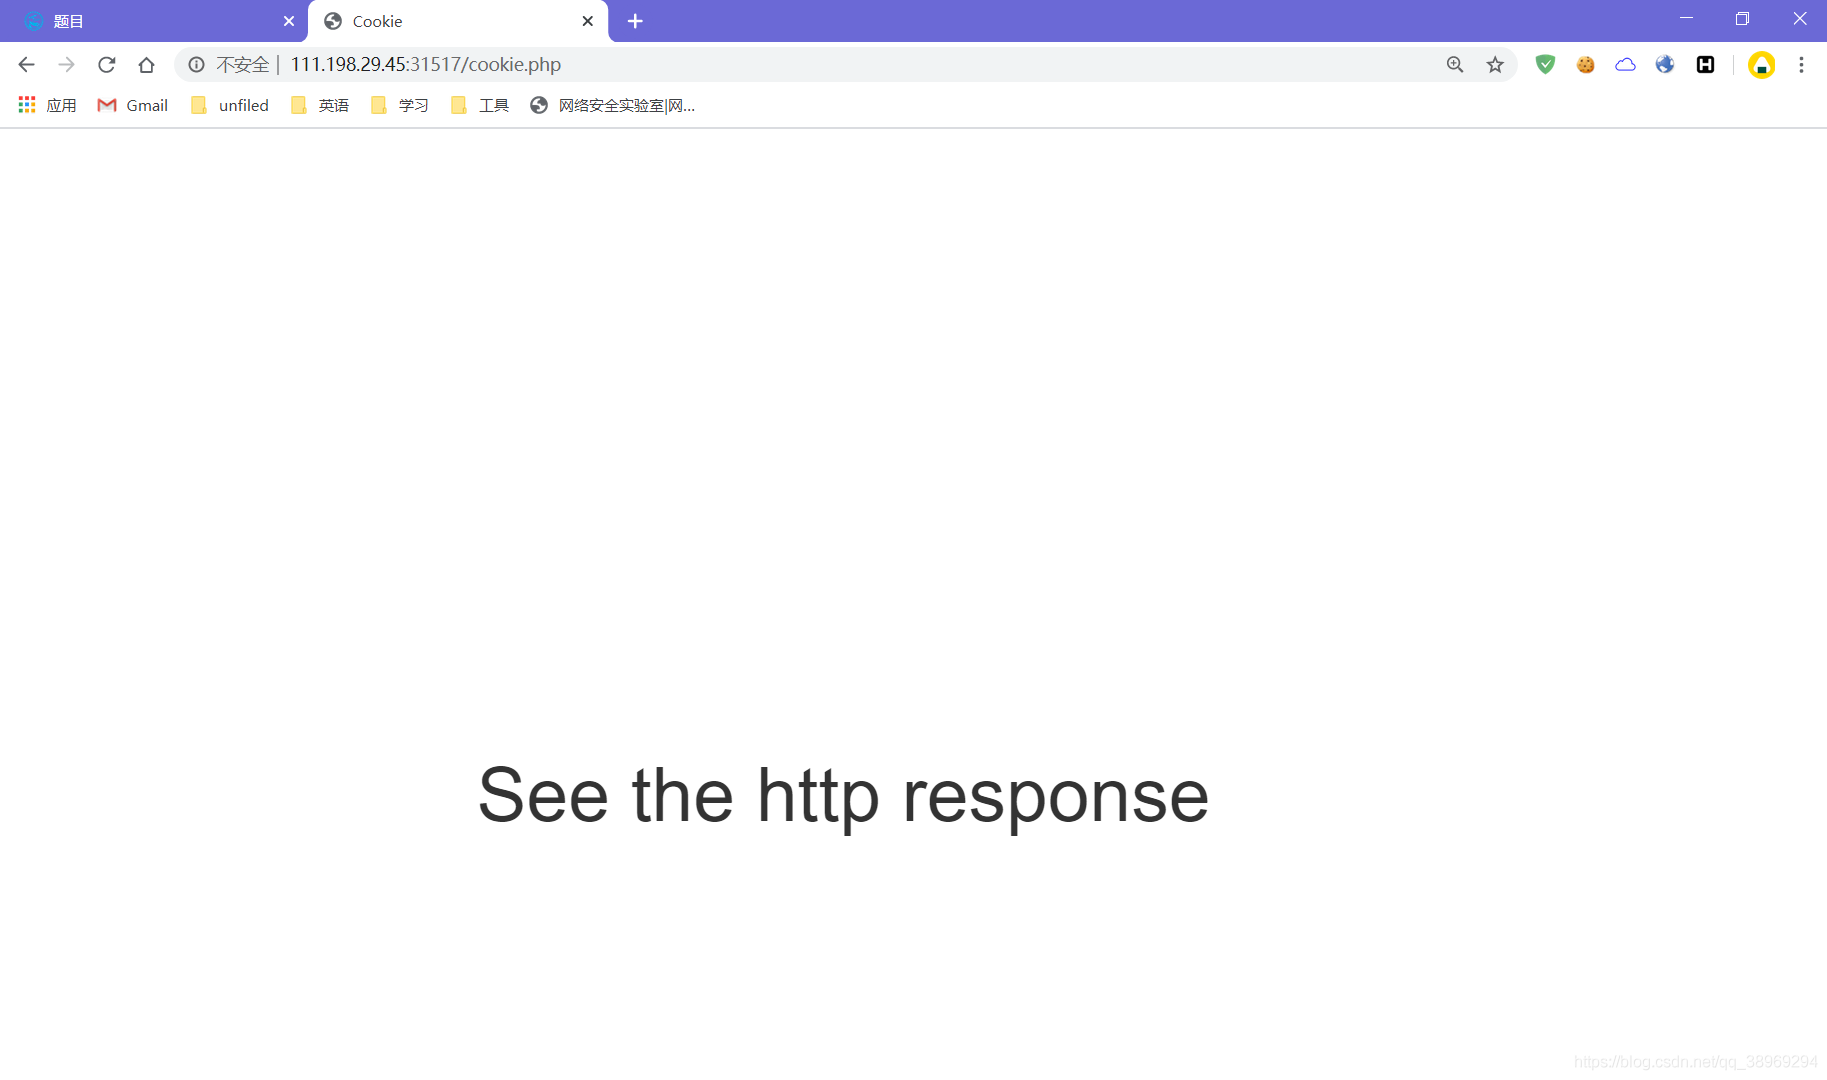 题目
Cookie
不安全 | 111.198.29.45:31517/cookie.php
应用 Gmail unfiled 英语 学习 工具 网络安全实验室|网...
See the http response
https://blog.csdn.net/qq_38969294